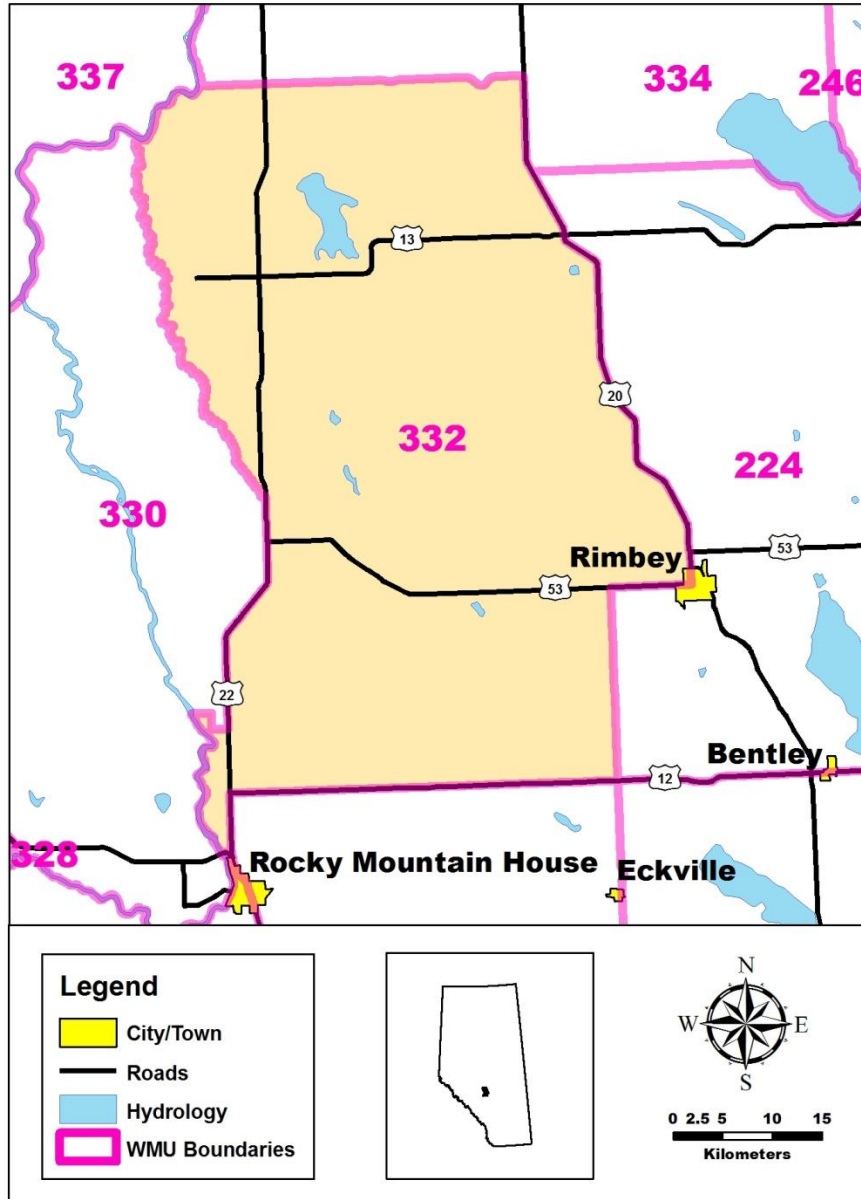 337
334
246
13
20
332
224
330
Rimbey
53
53
22
Bentley
12
328
Rocky Mountain House
Eckville
Legend
City/Town
Roads
Hydrology
WMU Boundaries
N
W
E
S
0 2.5 5 10 15
Kilometers